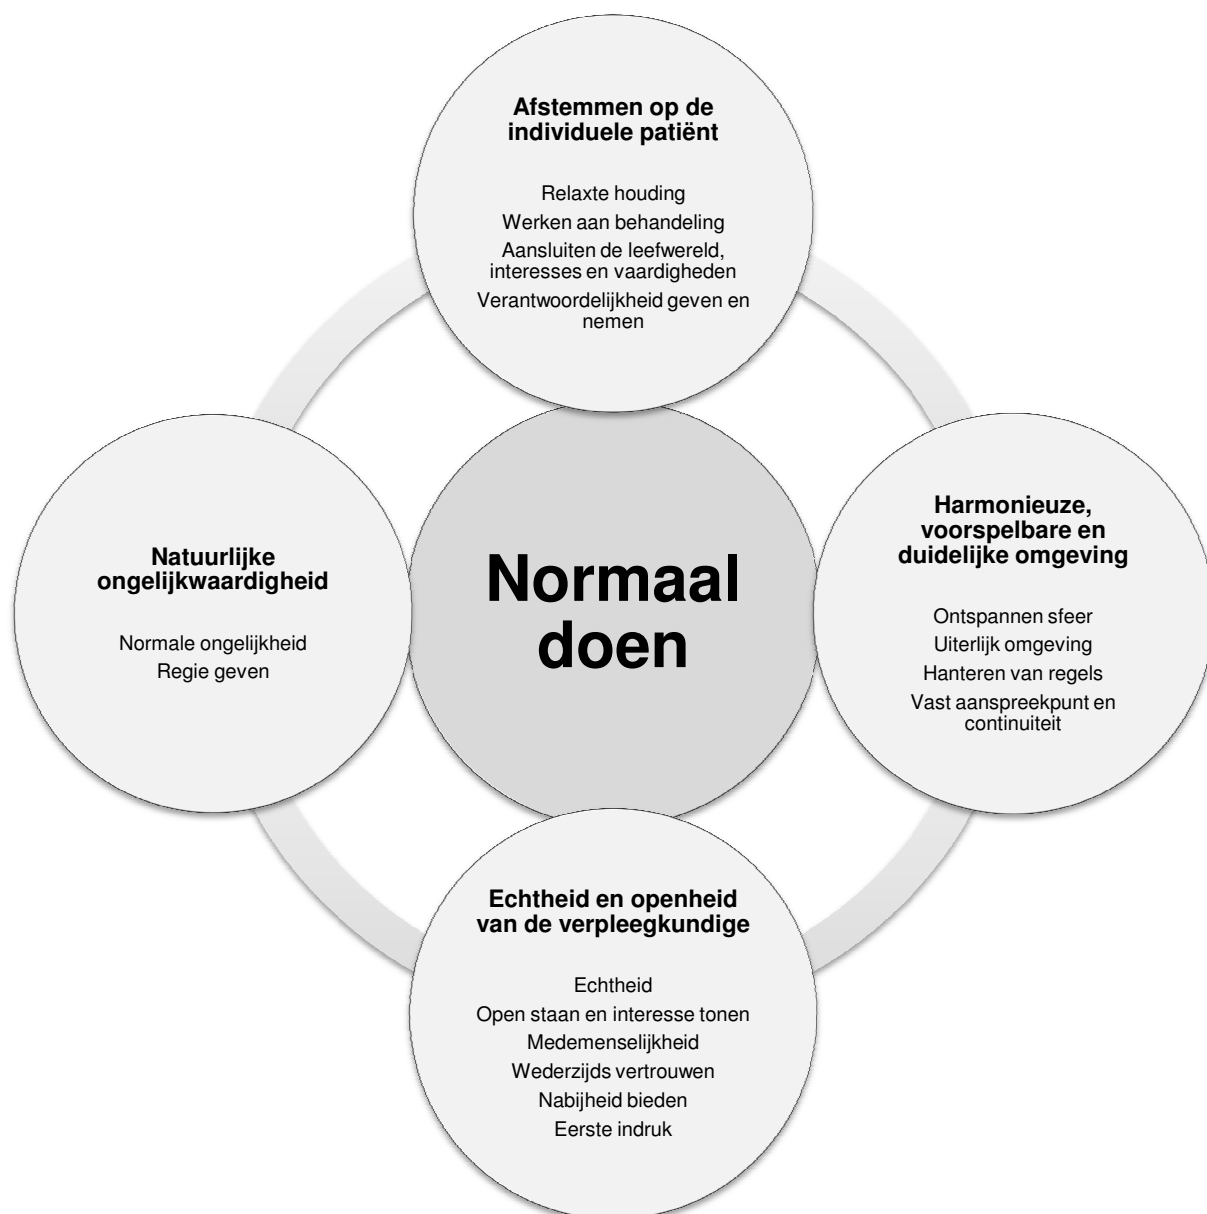 Afstemmen op de
individuele patiënt
Relaxte houding
Werken aan behandeling
Aansluiten de leefwereld,
interesses en vaardigheden
Verantwoordelijkheid geven en
nemen
Harmonieuze,
voorspelbare en
duidelijke omgeving
Ontspannen sfeer
Uiterlijk omgeving
Hanteren van regels
Vast aanspreekpunt en
continuiteit
Echtheid en openheid
van de verpleegkundige
Echtheid
Open staan en interesse tonen
Medemenselijkheid
Wederzijds vertrouwen
Nabijheid bieden
Eerste indruk
Natuurlijke
ongelijkwaardigheid
Normale ongelijkheid
Regie geven
Normaal
doen